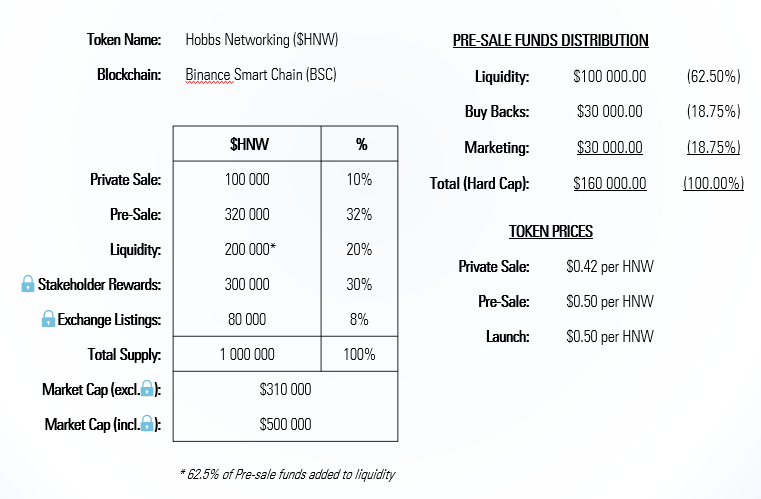 Token Name: Hobbs Networking ($HNW)
Blockchain: Binance Smart Chain (BSC)
$HNW %
Private Sale: 100 000 10%
Pre-Sale: 320 000 32%
Liquidity: 200 000* 20%
Stakeholder Rewards: 300 000 30%
Exchange Listings: 80 000 8%
Total Supply: 1 000 000 100%
Market Cap (excl.): $310 000
Market Cap (incl.): $500 000
* 62.5% of Pre-sale funds added to liquidity
PRE-SALE FUNDS DISTRIBUTION
Liquidity: $100 000.00 (62.50%)
Buy Backs: $30 000.00 (18.75%)
Marketing: $30 000.00 (18.75%)
Total (Hard Cap): $160 000.00 (100.00%)
TOKEN PRICES
Private Sale: $0.42 per HNW
Pre-Sale: $0.50 per HNW
Launch: $0.50 per HNW